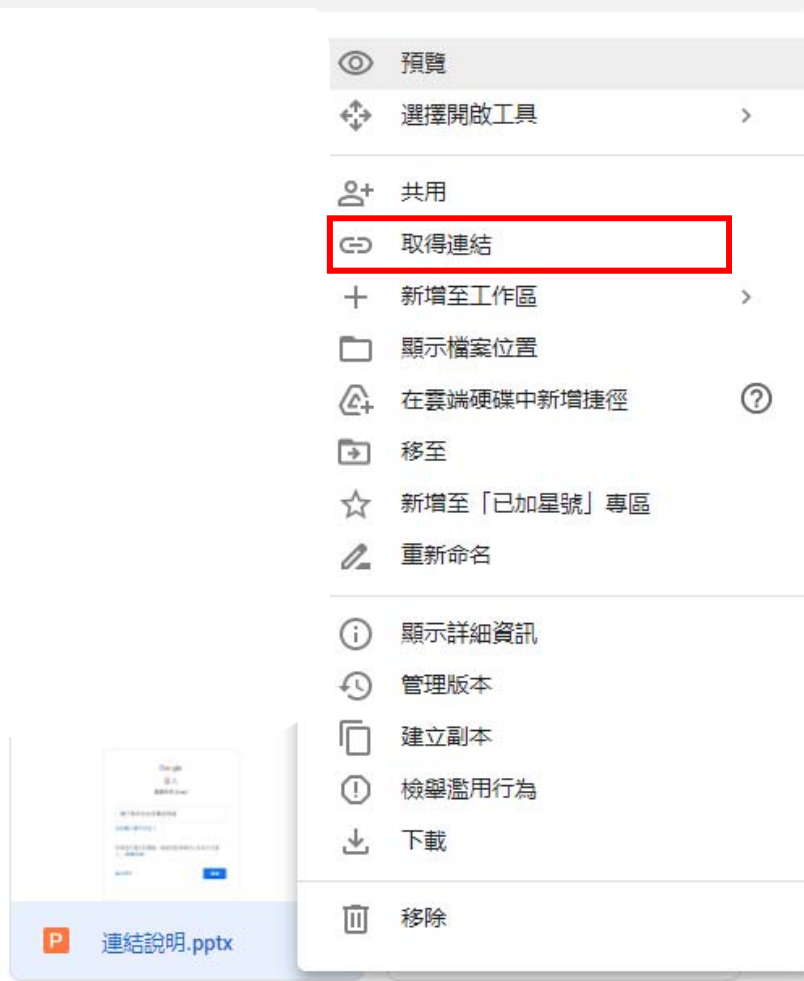 預覽
選擇開啟工具
共用
取得連結
新增至工作區
顯示檔案位置
在雲端硬碟中新增捷徑
移至
新增至「已加星號」專區
重新命名
顯示詳細資訊
管理版本
建立副本
檢舉濫用行為
下載
移除
Google
登入
P 連結說明.pptx